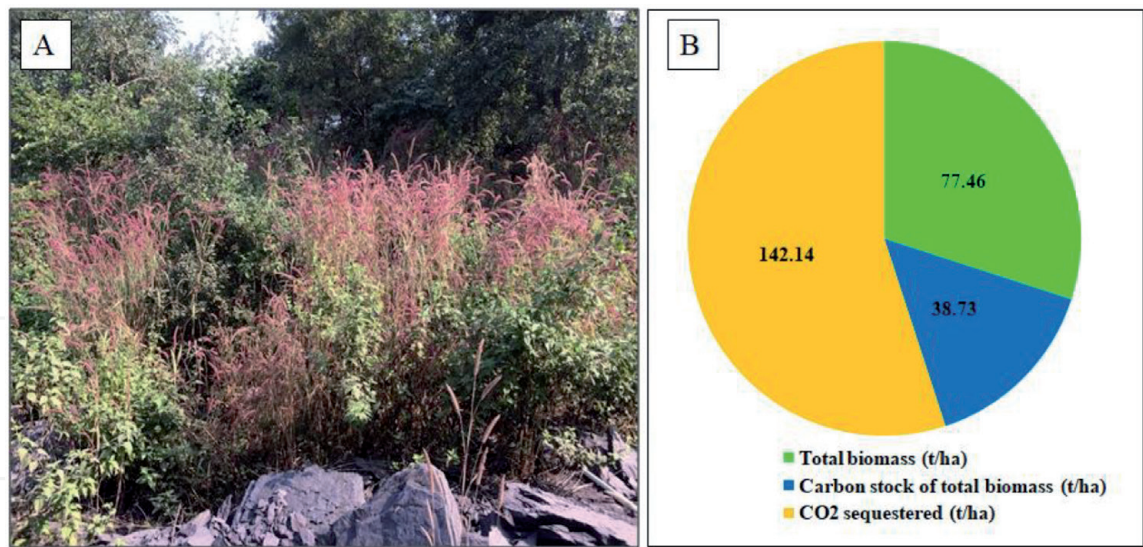 A
B
77.46
142.14
38.73
Total biomass (t/ha)
Carbon stock of total biomass (t/ha)
CO2 sequestered (t/ha)